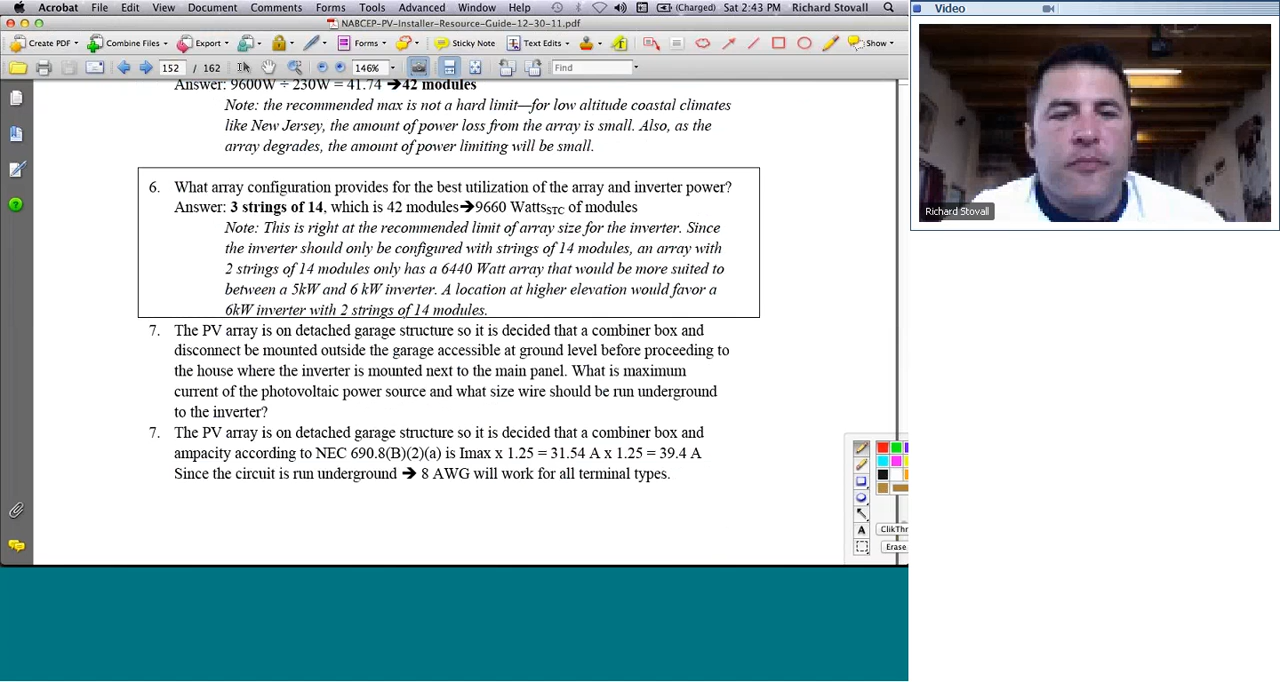 Acrobat File Edit View Document Comments Forms Tools Advanced Window Help (Charged) Sat 2:43 PM Richard Stovall
Video
NABCEP-PV-Installer-Resource-Guide-12-30-11.pdf
Create PDF Combine Files Export Forms Sticky Note Text Edits Show
152 / 162 146% Find
Answer: 9600W ÷ 230W = 41.74 ➔42 modules
Note: the recommended max is not a hard limit—for low altitude coastal climates
like New Jersey, the amount of power loss from the array is small. Also, as the
array degrades, the amount of power limiting will be small.
6. What array configuration provides for the best utilization of the array and inverter power?
Answer: 3 strings of 14, which is 42 modules➔9660 WattsSTC of modules
Note: This is right at the recommended limit of array size for the inverter. Since
the inverter should only be configured with strings of 14 modules, an array with
2 strings of 14 modules only has a 6440 Watt array that would be more suited to
between a 5kW and 6 kW inverter. A location at higher elevation would favor a
6kW inverter with 2 strings of 14 modules.
7. The PV array is on detached garage structure so it is decided that a combiner box and
disconnect be mounted outside the garage accessible at ground level before proceeding to
the house where the inverter is mounted next to the main panel. What is maximum
current of the photovoltaic power source and what size wire should be run underground
to the inverter?
7. The PV array is on detached garage structure so it is decided that a combiner box and
ampacity according to NEC 690.8(B)(2)(a) is Imax x 1.25 = 31.54 A x 1.25 = 39.4 A
Since the circuit is run underground ➔ 8 AWG will work for all terminal types.
A
ClikThr
Erase
Richard Stovall